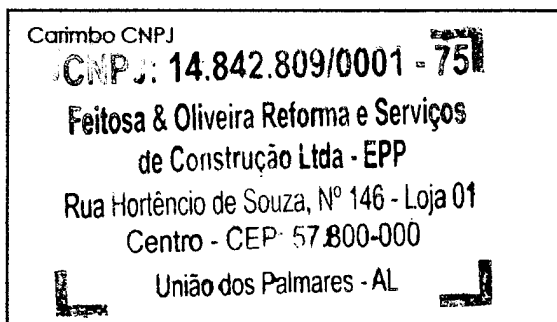 Carimbo CNPJ
CNPJ: 14.842.809/0001 - 75
Feitosa & Oliveira Reforma e Serviços
de Construção Ltda - EPP
Rua Hortêncio de Souza, Nº 146 - Loja 01
Centro - CEP: 57.800-000
União dos Palmares - AL